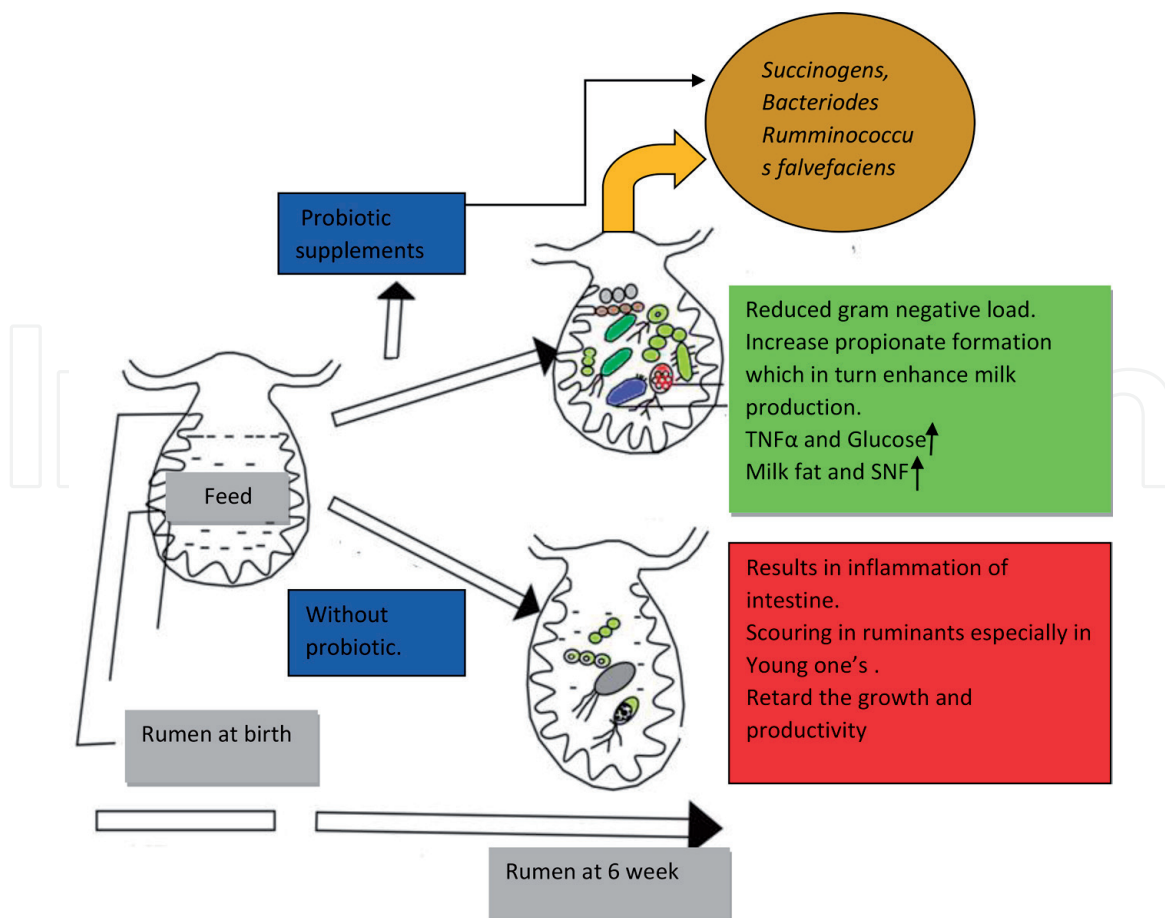 Succinogens,
Bacteriodes
Rumminococcu
s falvefaciens
Probiotic
supplements
Reduced gram negative load.
Increase propionate formation
which in turn enhance milk
production.
TNFα and Glucose
Milk fat and SNF
Feed
Without
probiotic.
Results in inflammation of
intestine.
Scouring in ruminants especially in
Young one's .
Retard the growth and
productivity
Rumen at birth
Rumen at 6 week